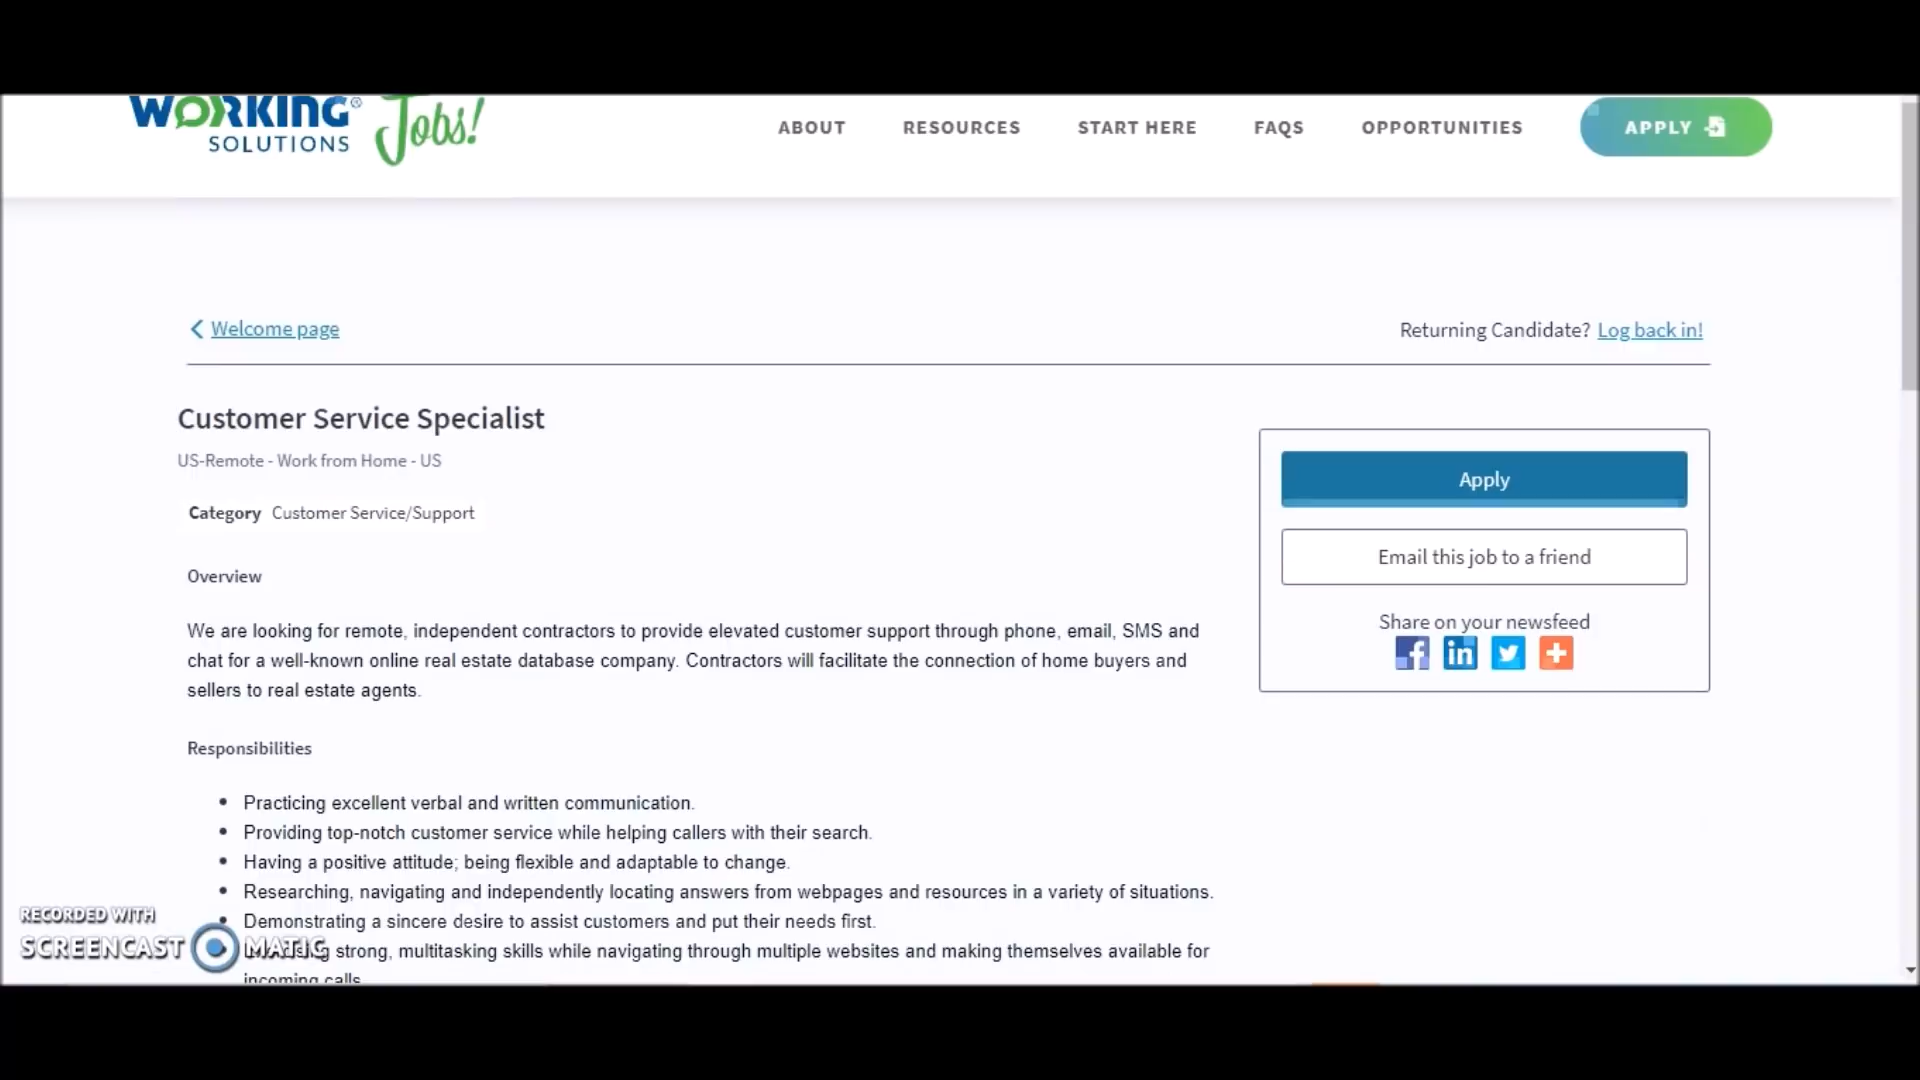 WORKING®
SOLUTIONS
Jobs!
ABOUT
RESOURCES
START HERE
FAQS
OPPORTUNITIES
APPLY
Welcome page
Returning Candidate? Log back in!
Customer Service Specialist
US-Remote - Work from Home - US
Category Customer Service/Support
Apply
Email this job to a friend
Share on your newsfeed
Overview
We are looking for remote, independent contractors to provide elevated customer support through phone, email, SMS and
chat for a well-known online real estate database company. Contractors will facilitate the connection of home buyers and
sellers to real estate agents.
Responsibilities
Practicing excellent verbal and written communication.
Providing top-notch customer service while helping callers with their search.
Having a positive attitude; being flexible and adaptable to change.
Researching, navigating and independently locating answers from webpages and resources in a variety of situations.
Demonstrating a sincere desire to assist customers and put their needs first.
strong, multitasking skills while navigating through multiple websites and making themselves available for
incoming calls.
RECORDED WITH
SCREENCAST MATIC